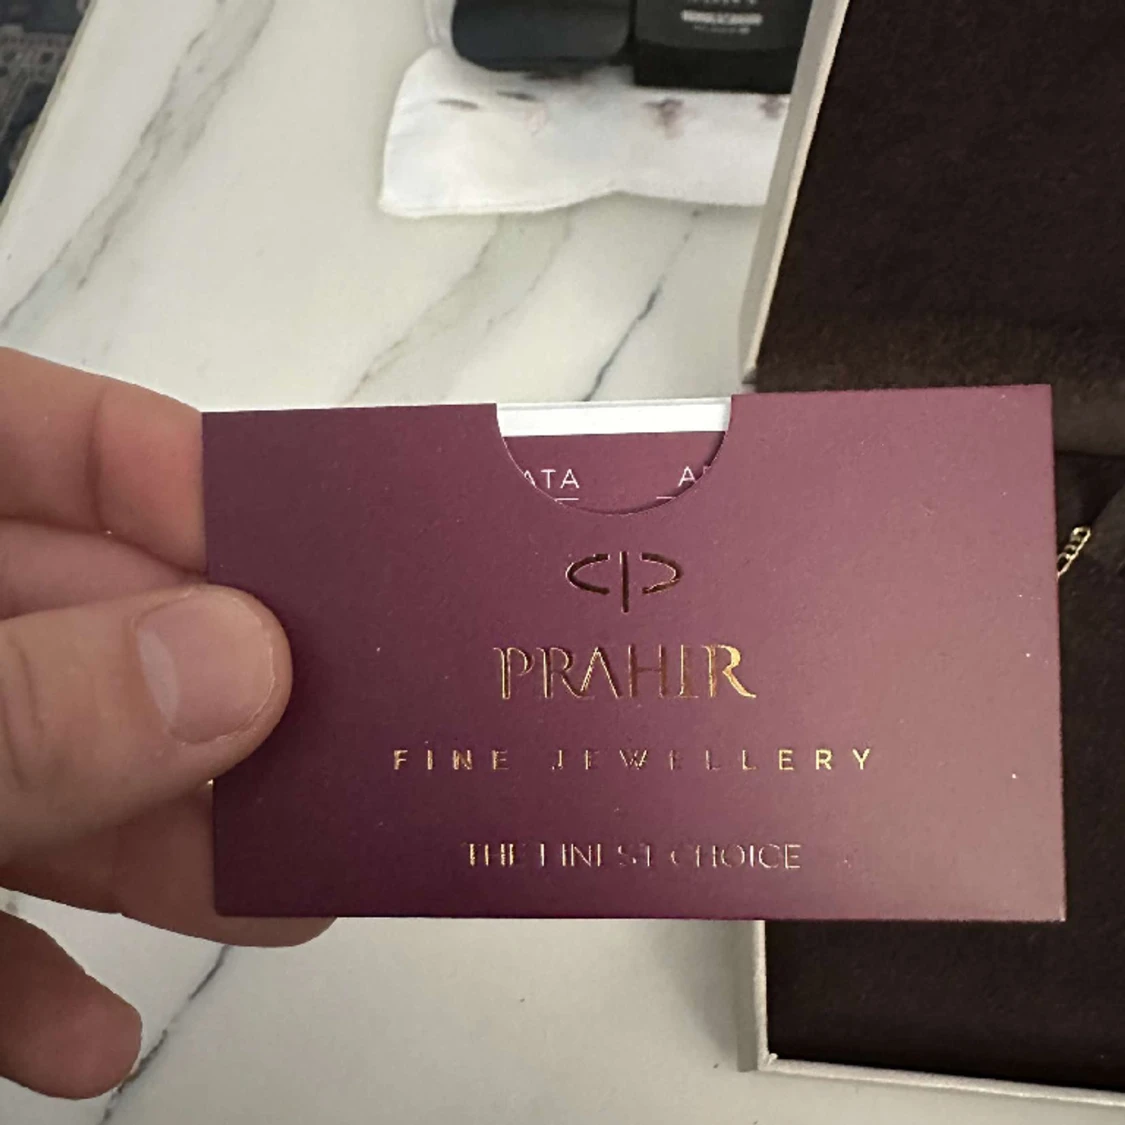 PRAHIR
FINE JEWELLERY
THE FINEST CHOICE